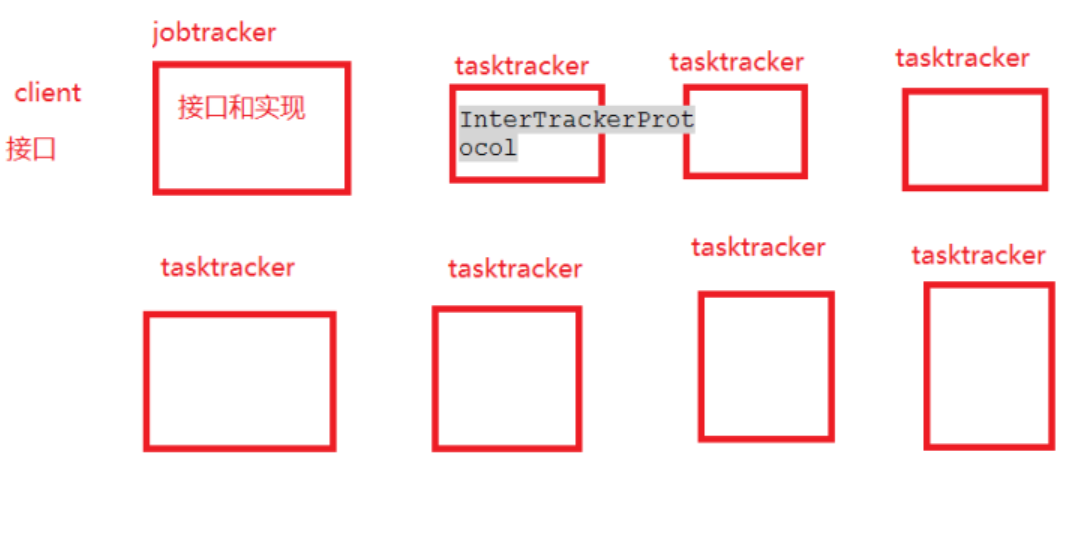 jobtracker
client
接口
接口和实现
tasktracker
InterTrackerProt
ocol
tasktracker
tasktracker
tasktracker
tasktracker
tasktracker
tasktracker